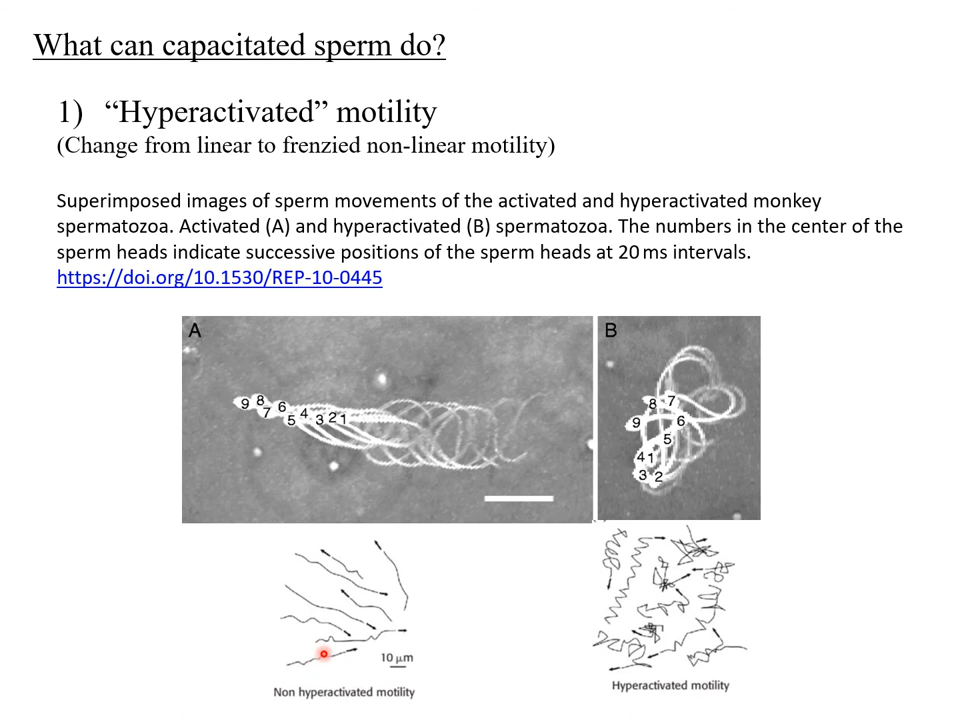 What can capacitated sperm do?
1) “Hyperactivated” motility
(Change from linear to frenzied non-linear motility)
Superimposed images of sperm movements of the activated and hyperactivated monkey
spermatozoa. Activated (A) and hyperactivated (B) spermatozoa. The numbers in the center of the
sperm heads indicate successive positions of the sperm heads at 20 ms intervals.
https://doi.org/10.1530/REP-10-0445
A
9 8 7 6 5 4 3 2 1
B
8 7
9 6
5
4 1
3 2
10 μm
Non hyperactivated motility
Hyperactivated motility